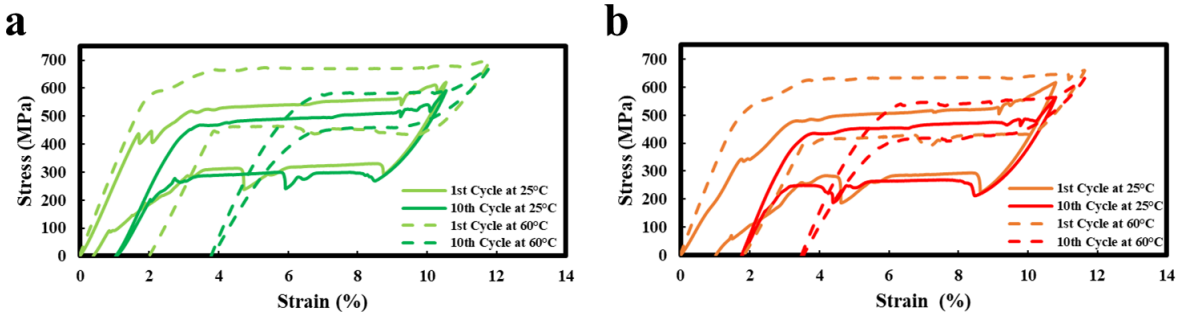 a
700
600
500
400
300
200
100
0
Stress (MPa)
1st Cycle at 25°C
10th Cycle at 25°C
1st Cycle at 60°C
10th Cycle at 60°C
0 2 4 6 8 10 12 14
Strain (%)
b
700
600
500
400
300
200
100
0
Stress (MPa)
1st Cycle at 25°C
10th Cycle at 25°C
1st Cycle at 60°C
10th Cycle at 60°C
0 2 4 6 8 10 12 14
Strain (%)